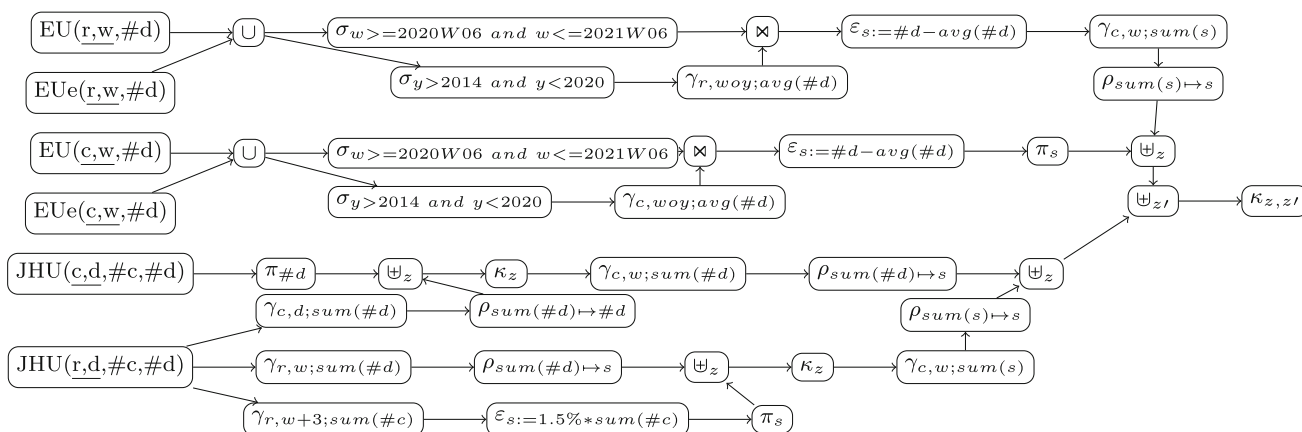 EU(r,w,#d) ∪ σ_{w>=2020W06 and w<=2021W06} ⋈ ε_{s:=#d−avg(#d)} γ_{c,w;sum(s)}
EUe(r,w,#d) σ_{y>2014 and y<2020} γ_{r,woy;avg(#d)} ρ_{sum(s)↦s}
EU(c,w,#d) ∪ σ_{w>=2020W06 and w<=2021W06} ⋈ ε_{s:=#d−avg(#d)} π_s ⊎_z
EUe(c,w,#d) σ_{y>2014 and y<2020} γ_{c,woy;avg(#d)} ⊎_{z′} κ_{z,z′}
JHU(c,d,#c,#d) π_{#d} ⊎_z κ_z γ_{c,w;sum(#d)} ρ_{sum(#d)↦s} ⊎_z
γ_{c,d;sum(#d)} ρ_{sum(#d)↦#d} ρ_{sum(s)↦s}
JHU(r,d,#c,#d) γ_{r,w;sum(#d)} ρ_{sum(#d)↦s} ⊎_z κ_z γ_{c,w;sum(s)}
γ_{r,w+3;sum(#c)} ε_{s:=1.5%∗sum(#c)} π_s